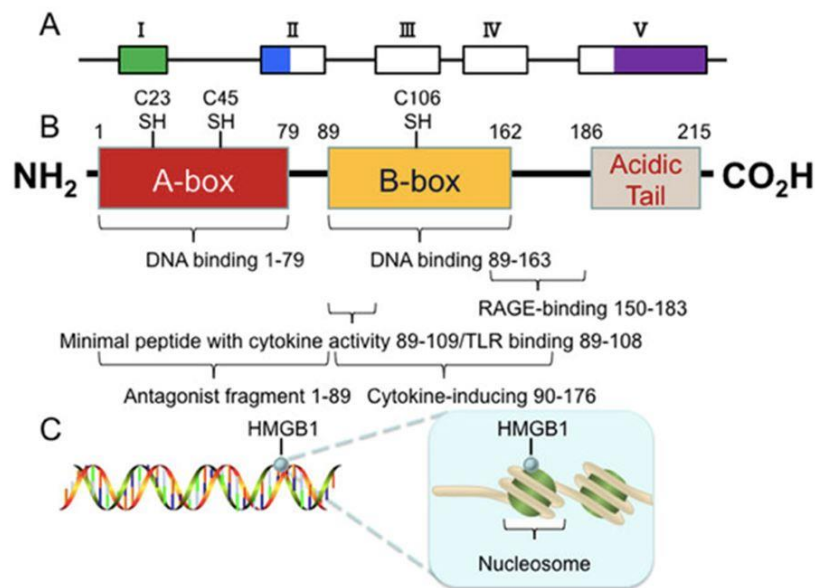 A
I II III IV V
C23 C45 C106
SH SH SH
B
1 79 89 162 186 215
NH₂ A-box B-box Acidic Tail CO₂H
DNA binding 1-79 DNA binding 89-163
RAGE-binding 150-183
Minimal peptide with cytokine activity 89-109/TLR binding 89-108
Antagonist fragment 1-89 Cytokine-inducing 90-176
C
HMGB1 HMGB1
Nucleosome